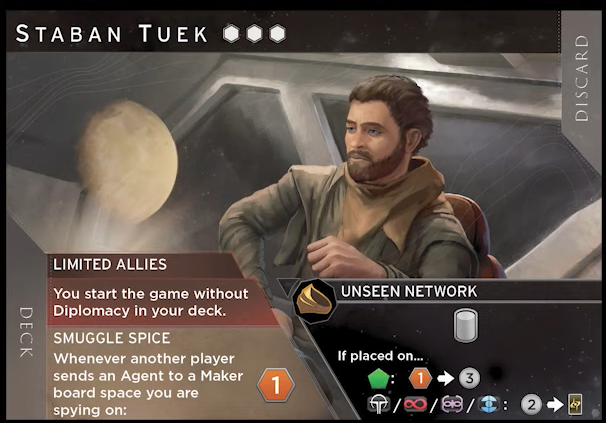 STABAN TUEK
DISCARD
LIMITED ALLIES
You start the game without
Diplomacy in your deck.
DECK
SMUGGLE SPICE
Whenever another player
sends an Agent to a Maker
board space you are
spying on:
1
UNSEEN NETWORK
If placed on...
: 1 3
/ / / : 2